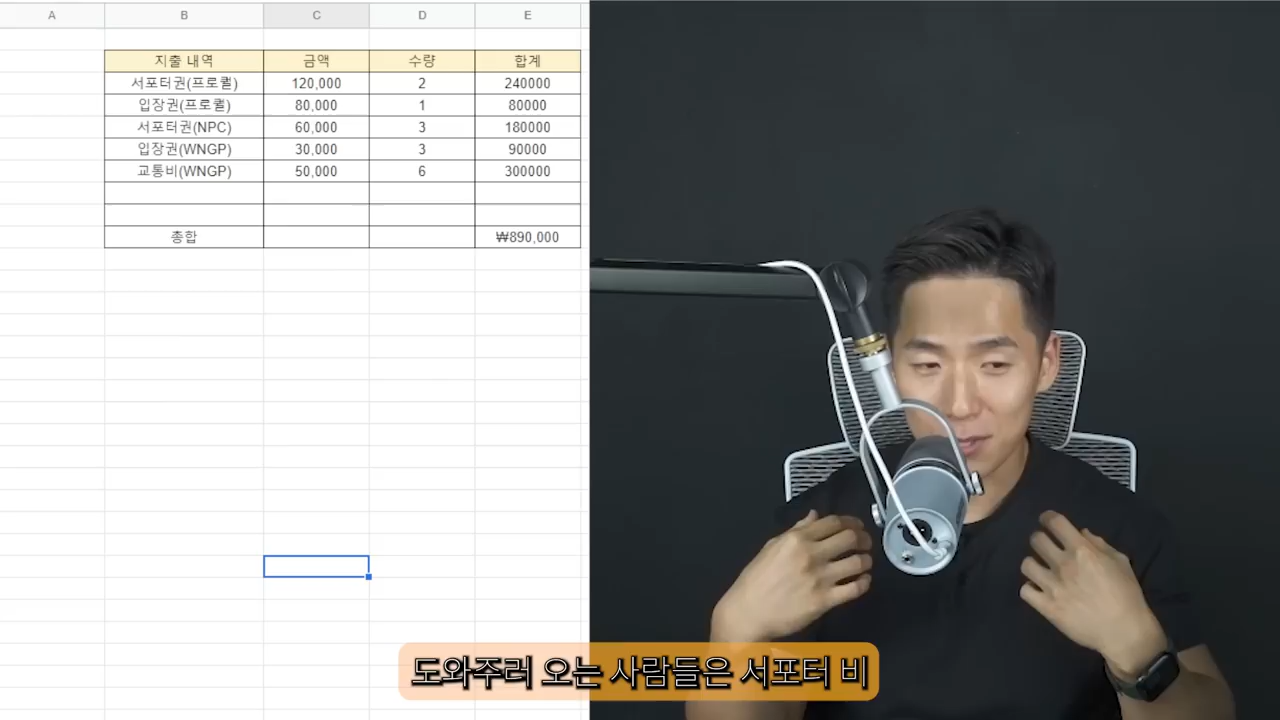 A B C D E
지출 내역 금액 수량 합계
서포터권(프로퀄) 120,000 2 240000
입장권(프로퀄) 80,000 1 80000
서포터권(NPC) 60,000 3 180000
입장권(WNGP) 30,000 3 90000
교통비(WNGP) 50,000 6 300000
총합 ₩890,000
도와주러 오는 사람들은 서포터 비